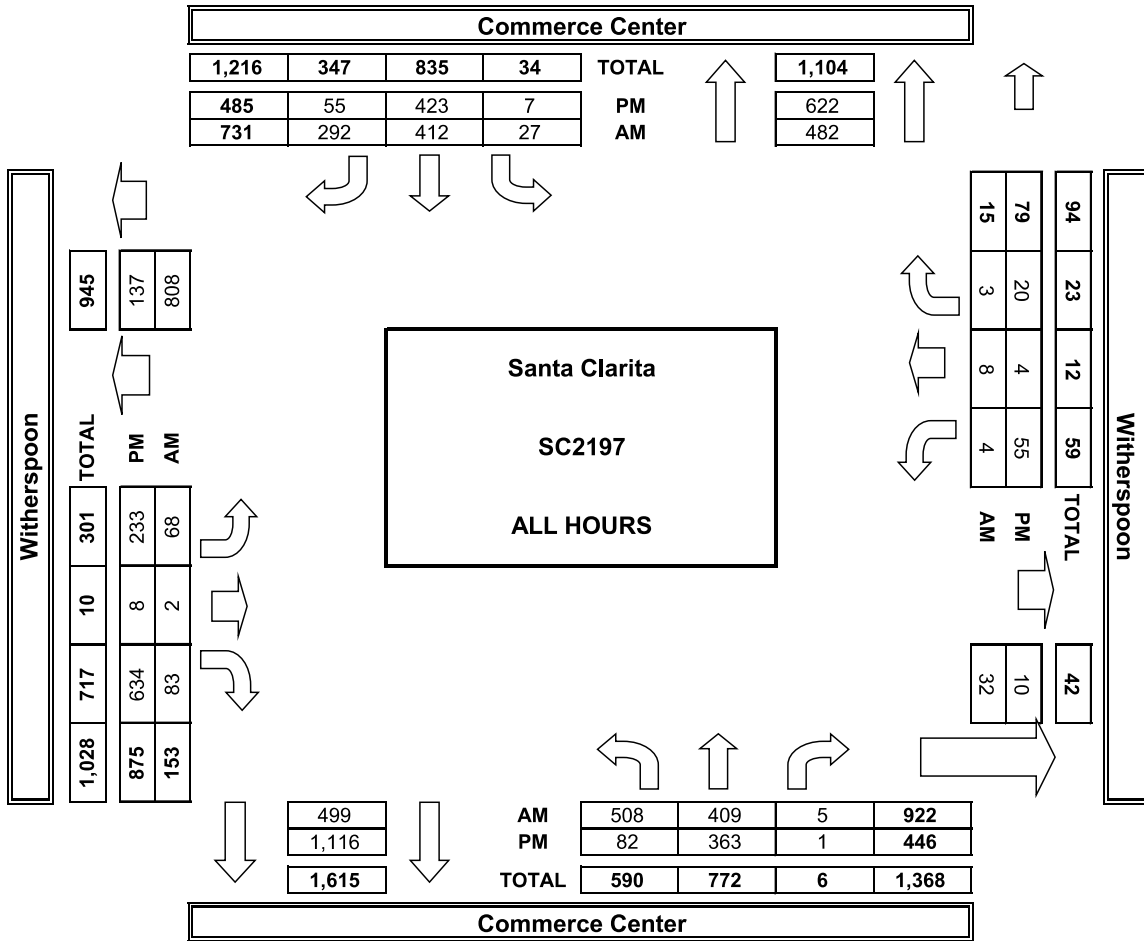 Commerce Center
1,216 347 835 34 TOTAL 1,104
485 55 423 7 PM 622
731 292 412 27 AM 482
Witherspoon
945
137
808
TOTAL
PM
AM
301 10 717 1,028
233 8 634 875
68 2 83 153
Santa Clarita
SC2197
ALL HOURS
94 23 12 59 TOTAL
79 20 4 55 PM
15 3 8 4 AM
42
10
32
Witherspoon
499 AM 508 409 5 922
1,116 PM 82 363 1 446
1,615 TOTAL 590 772 6 1,368
Commerce Center